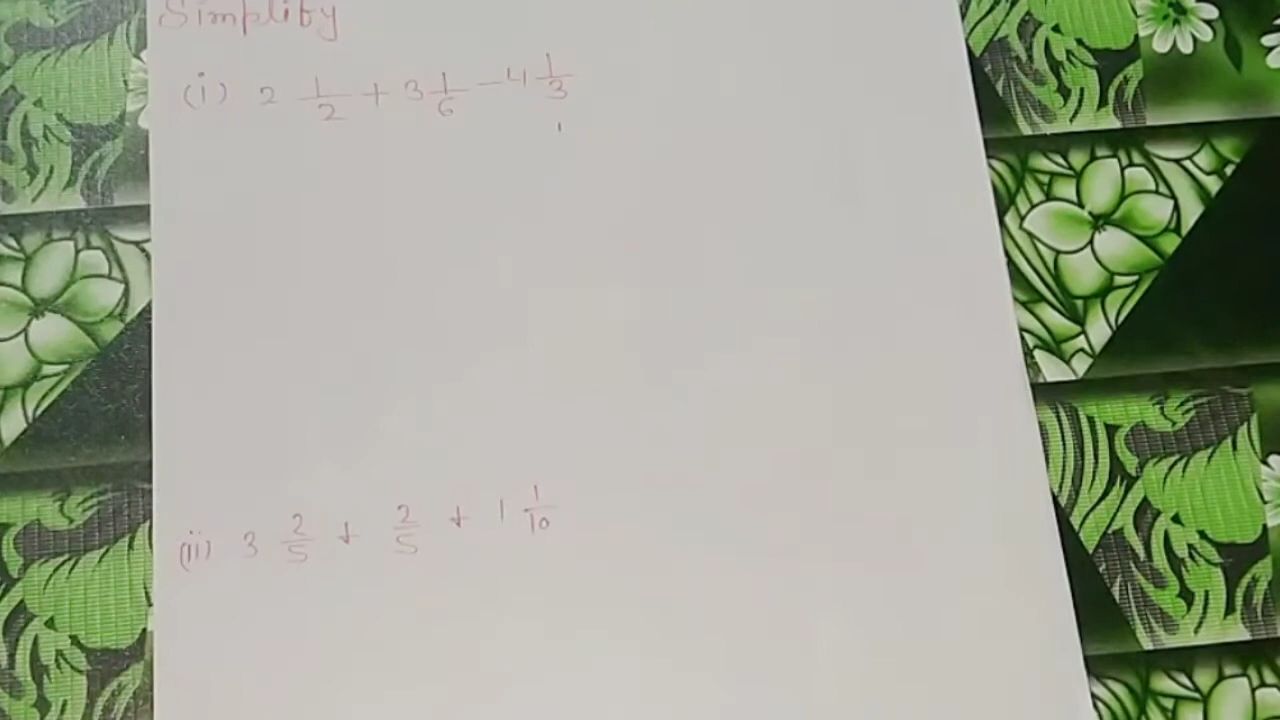 Simplify
(i) 2 1/2 + 3 1/6 - 4 1/3
(ii) 3 2/5 + 2/5 + 1 1/10